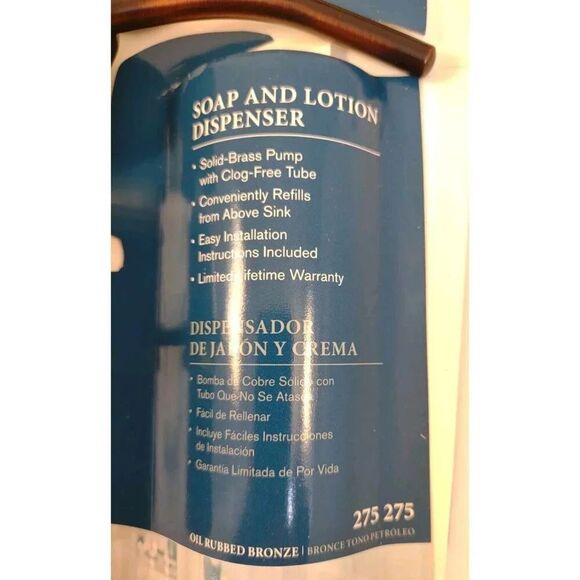 SOAP AND LOTION
DISPENSER
• Solid-Brass Pump
with Clog-Free Tube
• Conveniently Refills
from Above Sink
• Easy Installation
Instructions Included
• Limited Lifetime Warranty
DISPENSADOR
DE JABÓN Y CREMA
• Bomba de Cobre Sólido con
Tubo Que No Se Atasca
• Fácil de Rellenar
• Incluye Fáciles Instrucciones
de Instalación
• Garantía Limitada de Por Vida
275 275
OIL RUBBED BRONZE | BRONCE TONO PETRÓLEO